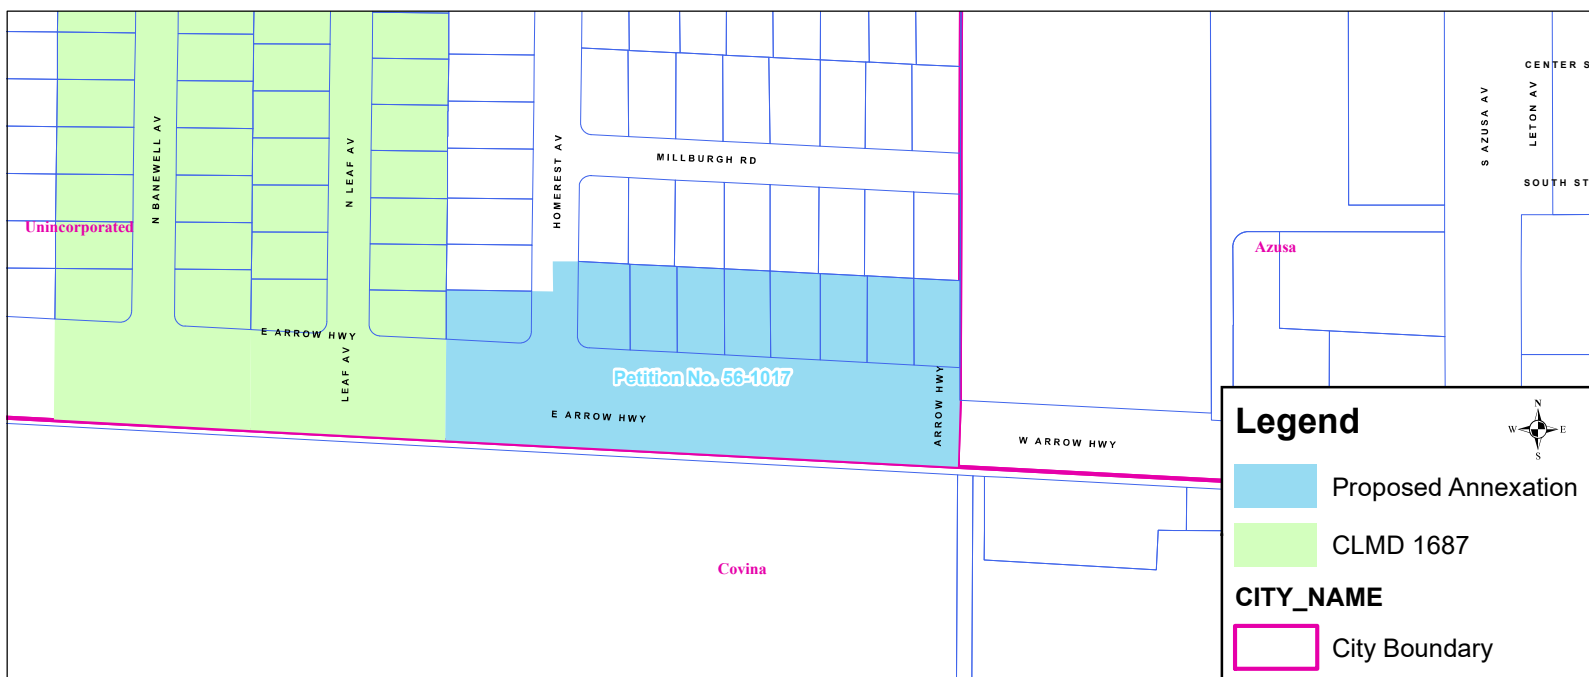 CENTER S
N BANEWELL AV
N LEAF AV
HOMEREST AV
MILLBURGH RD
S AZUSA AV
LETON AV
SOUTH ST
Unincorporated
Azusa
E ARROW HWY
LEAF AV
Petition No. 56-1017
E ARROW HWY
ARROW HWY
W ARROW HWY
Covina
Legend
N
W E
S
Proposed Annexation
CLMD 1687
CITY_NAME
City Boundary